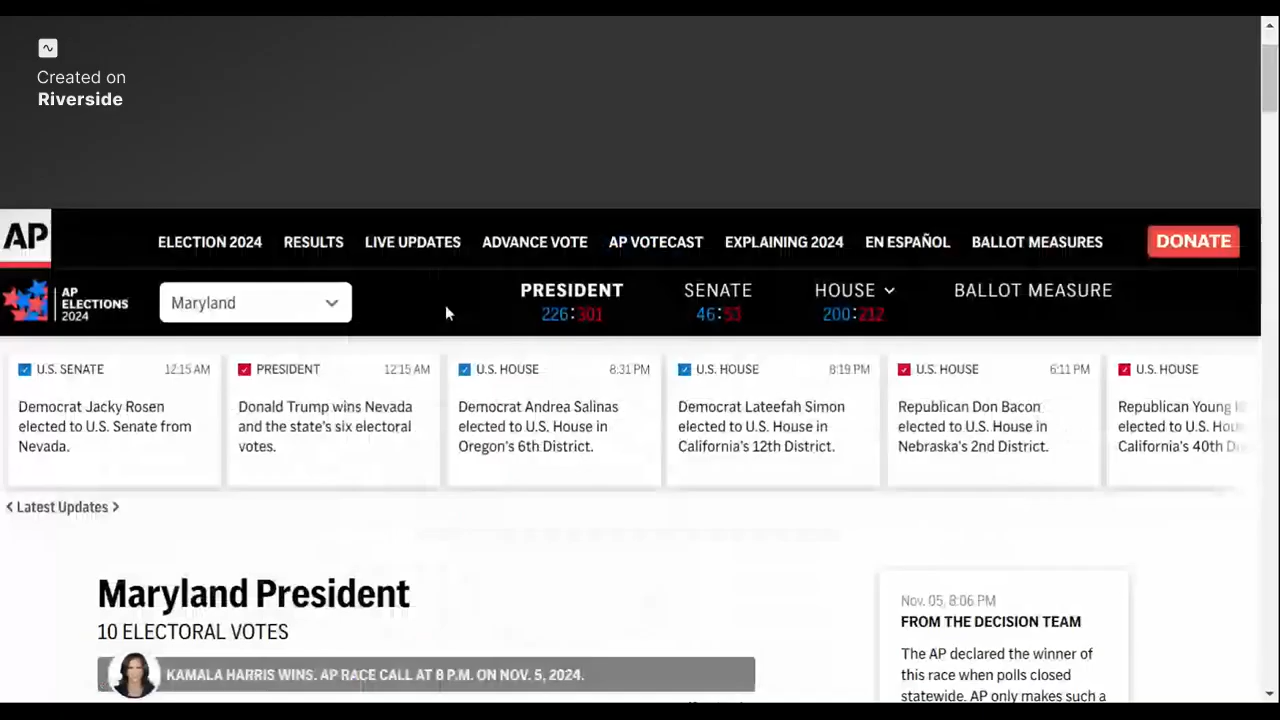 Created on
Riverside
AP
ELECTION 2024 RESULTS LIVE UPDATES ADVANCE VOTE AP VOTECAST EXPLAINING 2024 EN ESPAÑOL BALLOT MEASURES DONATE
AP
ELECTIONS
2024
Maryland
PRESIDENT SENATE HOUSE BALLOT MEASURE
226:301 46:53 200:212
U.S. SENATE 12:15 AM
Democrat Jacky Rosen
elected to U.S. Senate from
Nevada.
PRESIDENT 12:15 AM
Donald Trump wins Nevada
and the state's six electoral
votes.
U.S. HOUSE 8:31 PM
Democrat Andrea Salinas
elected to U.S. House in
Oregon's 6th District.
U.S. HOUSE 8:19 PM
Democrat Lateefah Simon
elected to U.S. House in
California's 12th District.
U.S. HOUSE 6:11 PM
Republican Don Bacon
elected to U.S. House in
Nebraska's 2nd District.
U.S. HOUSE
Republican Young
elected to U.S.
California's 40th
< Latest Updates >
Maryland President
10 ELECTORAL VOTES
KAMALA HARRIS WINS. AP RACE CALL AT 8 P.M. ON NOV. 5, 2024.
Nov. 05, 8:06 PM
FROM THE DECISION TEAM
The AP declared the winner of
this race when polls closed
statewide. AP only makes such a